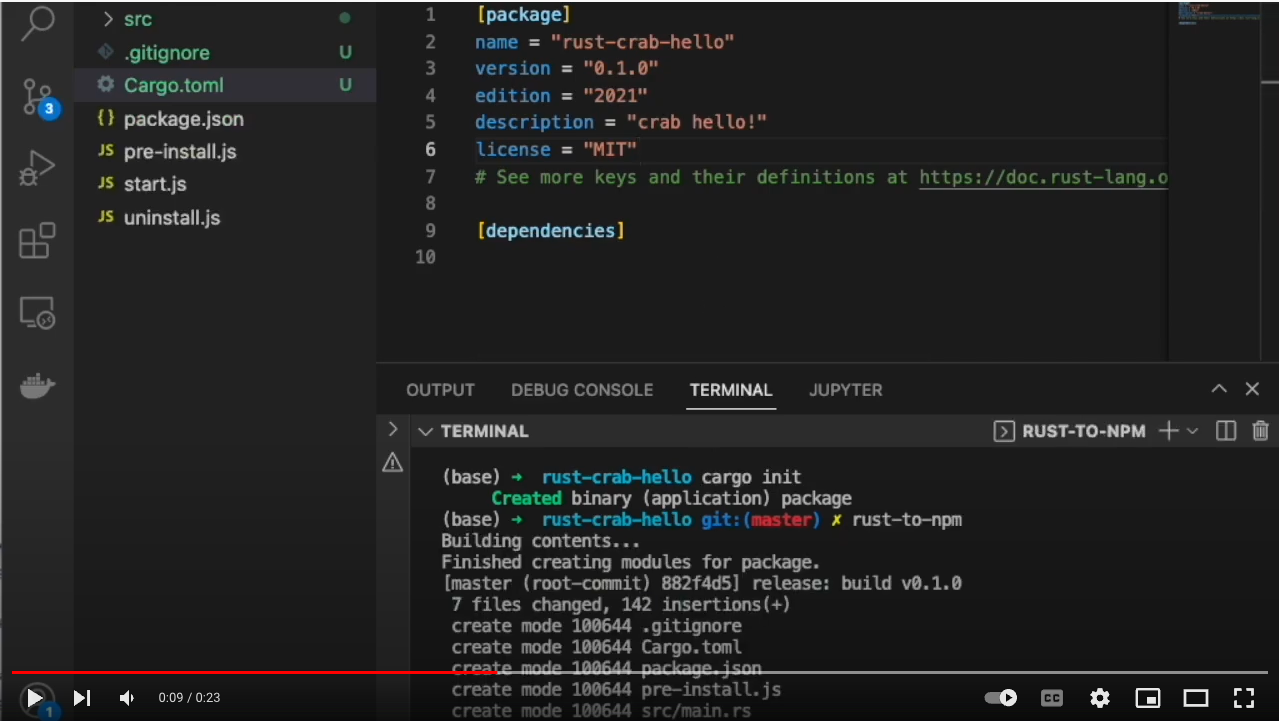 src
.gitignore U
Cargo.toml U
{} package.json
JS pre-install.js
JS start.js
JS uninstall.js
3
1 [package]
2 name = "rust-crab-hello"
3 version = "0.1.0"
4 edition = "2021"
5 description = "crab hello!"
6 license = "MIT"
7 # See more keys and their definitions at https://doc.rust-lang.o
8
9 [dependencies]
10
OUTPUT DEBUG CONSOLE TERMINAL JUPYTER
TERMINAL RUST-TO-NPM
(base) ➜ rust-crab-hello cargo init
Created binary (application) package
(base) ➜ rust-crab-hello git:(master) ✗ rust-to-npm
Building contents...
Finished creating modules for package.
[master (root-commit) 882f4d5] release: build v0.1.0
7 files changed, 142 insertions(+)
create mode 100644 .gitignore
create mode 100644 Cargo.toml
create mode 100644 package.json
create mode 100644 pre-install.js
create mode 100644 src/main.rs
1
0:09 / 0:23
CC